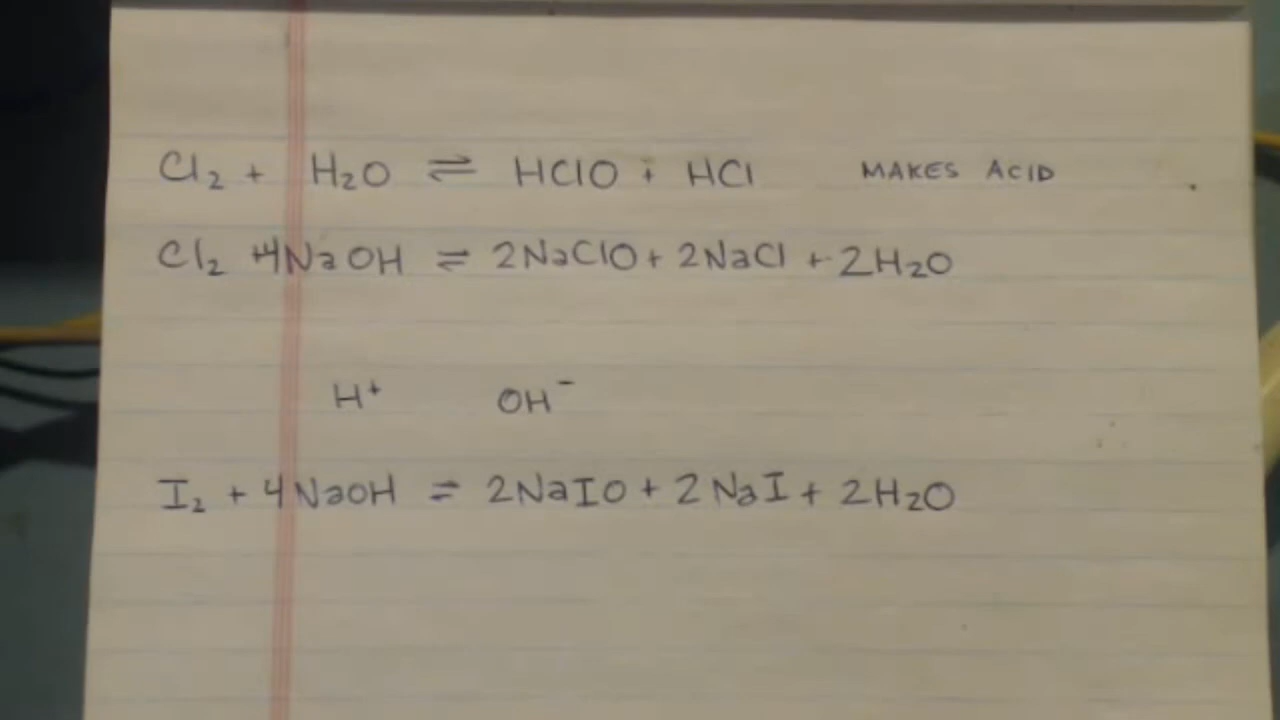 Cl₂ + H₂O ⇌ HClO + HCl MAKES ACID
Cl₂ +4NaOH ⇌ 2NaClO + 2NaCl + 2H₂O
H⁺ OH⁻
I₂ + 4NaOH ⇌ 2NaIO + 2NaI + 2H₂O